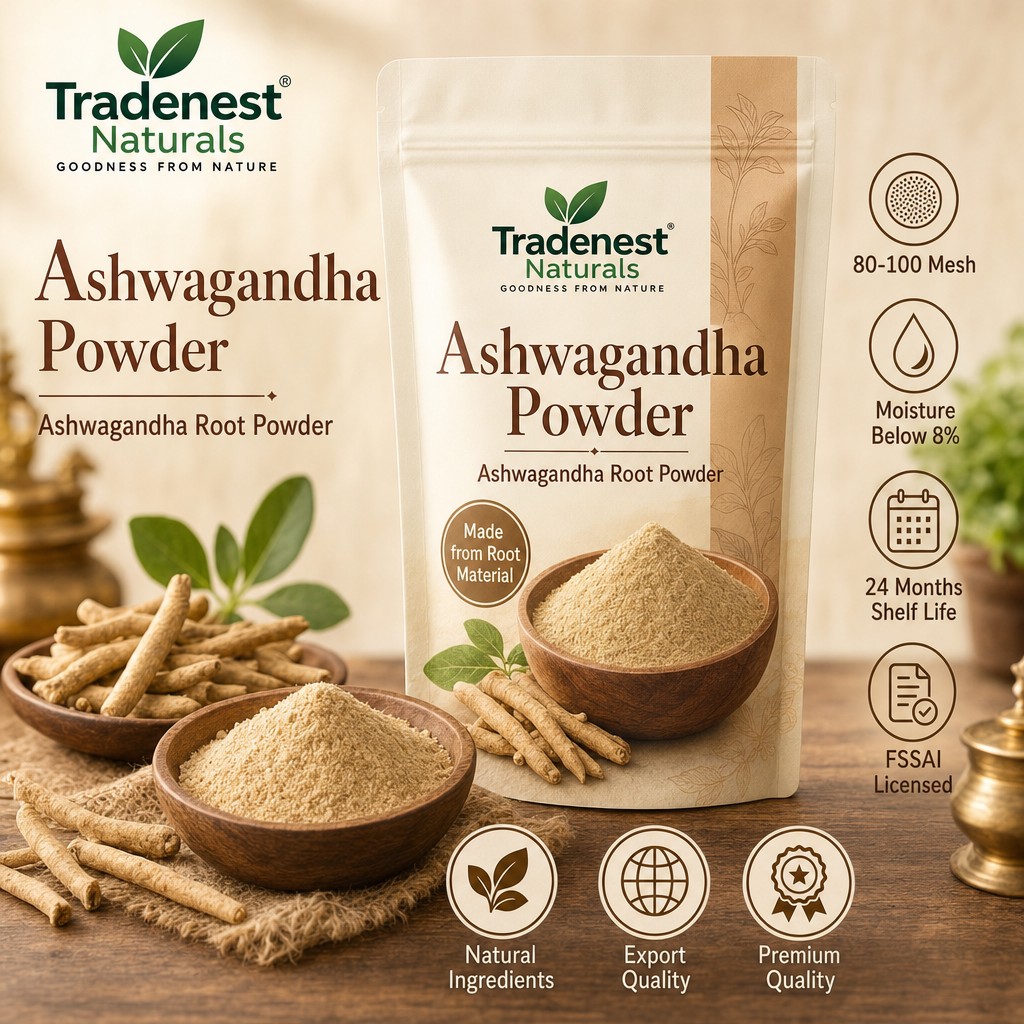 Tradenest®
Naturals
GOODNESS FROM NATURE
Ashwagandha
Powder
Ashwagandha Root Powder
Tradenest®
Naturals
GOODNESS FROM NATURE
Ashwagandha
Powder
Ashwagandha Root Powder
Made
from Root
Material
80-100 Mesh
Moisture
Below 8%
24 Months
Shelf Life
FSSAI
Licensed
Natural
Ingredients
Export
Quality
Premium
Quality